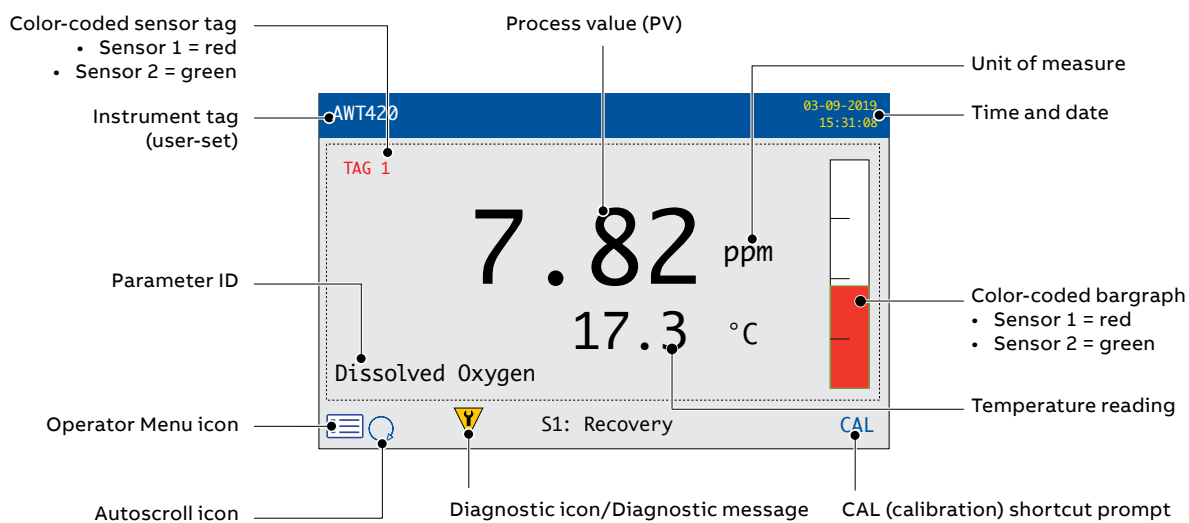 Color-coded sensor tag
• Sensor 1 = red
• Sensor 2 = green
Process value (PV)
Unit of measure
Instrument tag
(user-set)
AWT420
03-09-2019
15:31:08
Time and date
TAG 1
7.82 ppm
Parameter ID
17.3 °C
Color-coded bargraph
• Sensor 1 = red
• Sensor 2 = green
Dissolved Oxygen
Temperature reading
Operator Menu icon
S1: Recovery
CAL
Autoscroll icon
Diagnostic icon/Diagnostic message
CAL (calibration) shortcut prompt